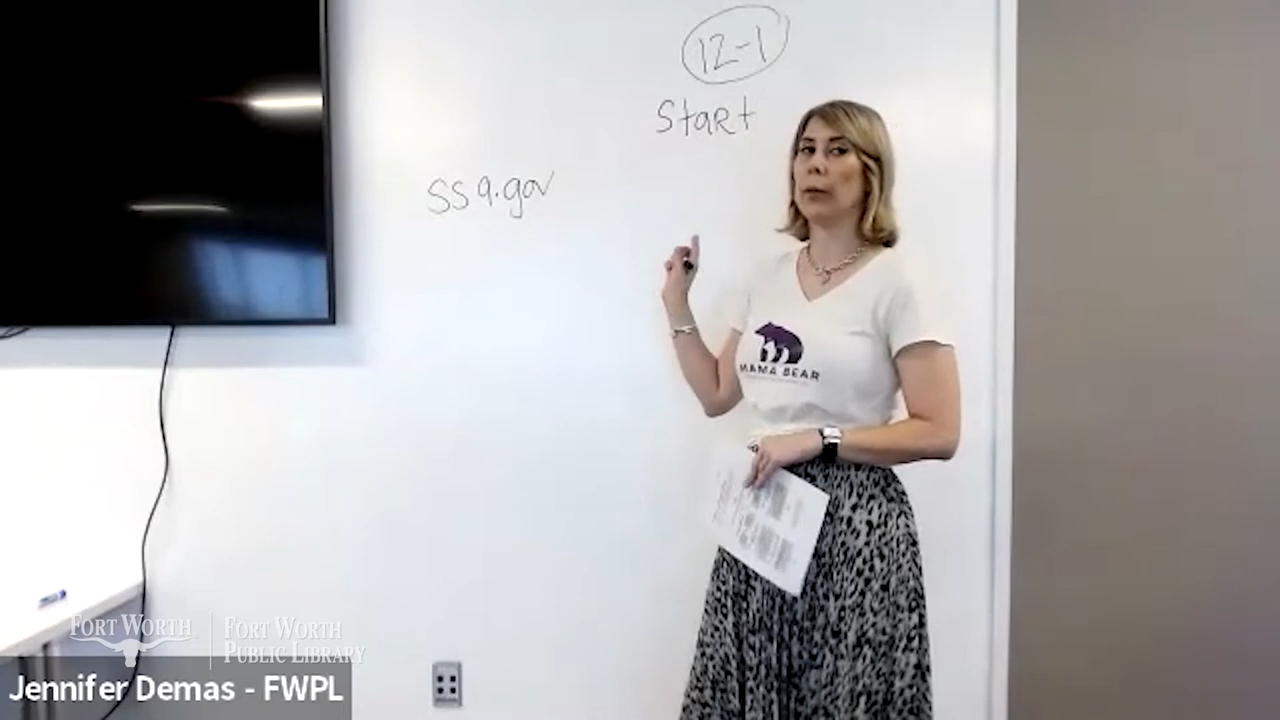 12-1
Start
ssa.gov
MAMA BEAR
FORT WORTH
FORT WORTH
PUBLIC LIBRARY
Jennifer Demas - FWPL